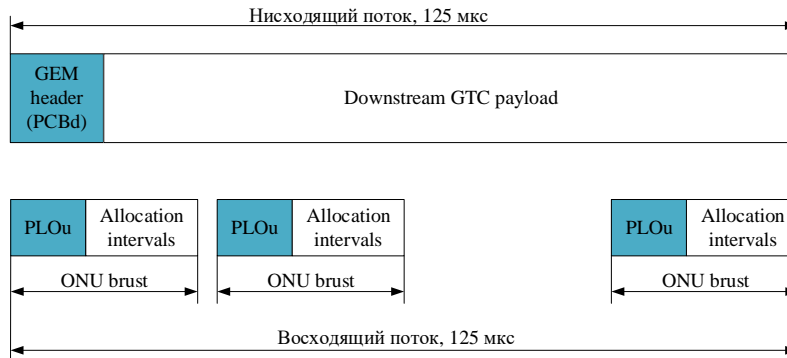 Нисходящий поток, 125 мкс
GEM
header
(PCBd)
Downstream GTC payload
PLOu
Allocation
intervals
PLOu
Allocation
intervals
PLOu
Allocation
intervals
ONU brust
ONU brust
ONU brust
Восходящий поток, 125 мкс